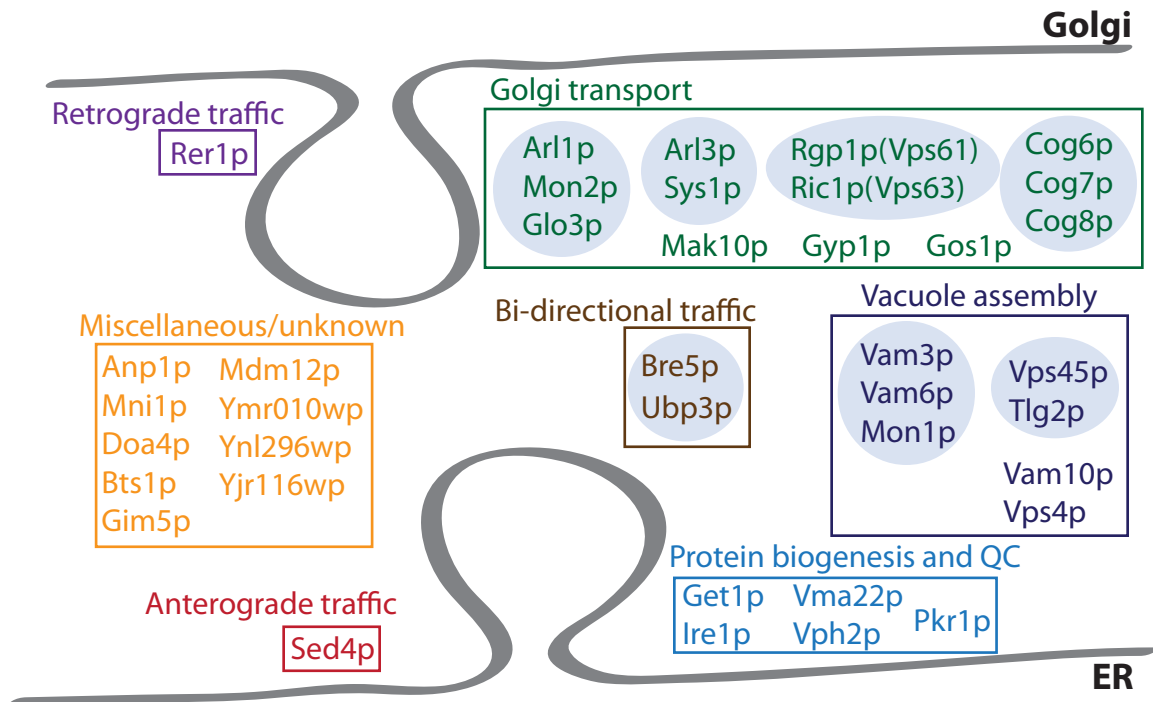 Golgi
Retrograde traffic
Rer1p
Golgi transport
Arl1p
Mon2p
Glo3p
Arl3p
Sys1p
Rgp1p(Vps61)
Ric1p(Vps63)
Cog6p
Cog7p
Cog8p
Mak10p
Gyp1p
Gos1p
Miscellaneous/unknown
Anp1p
Mni1p
Doa4p
Bts1p
Gim5p
Mdm12p
Ymr010wp
Ynl296wp
Yjr116wp
Bi-directional traffic
Bre5p
Ubp3p
Vacuole assembly
Vam3p
Vam6p
Mon1p
Vps45p
Tlg2p
Vam10p
Vps4p
Anterograde traffic
Sed4p
Protein biogenesis and QC
Get1p
Ire1p
Vma22p
Vph2p
Pkr1p
ER